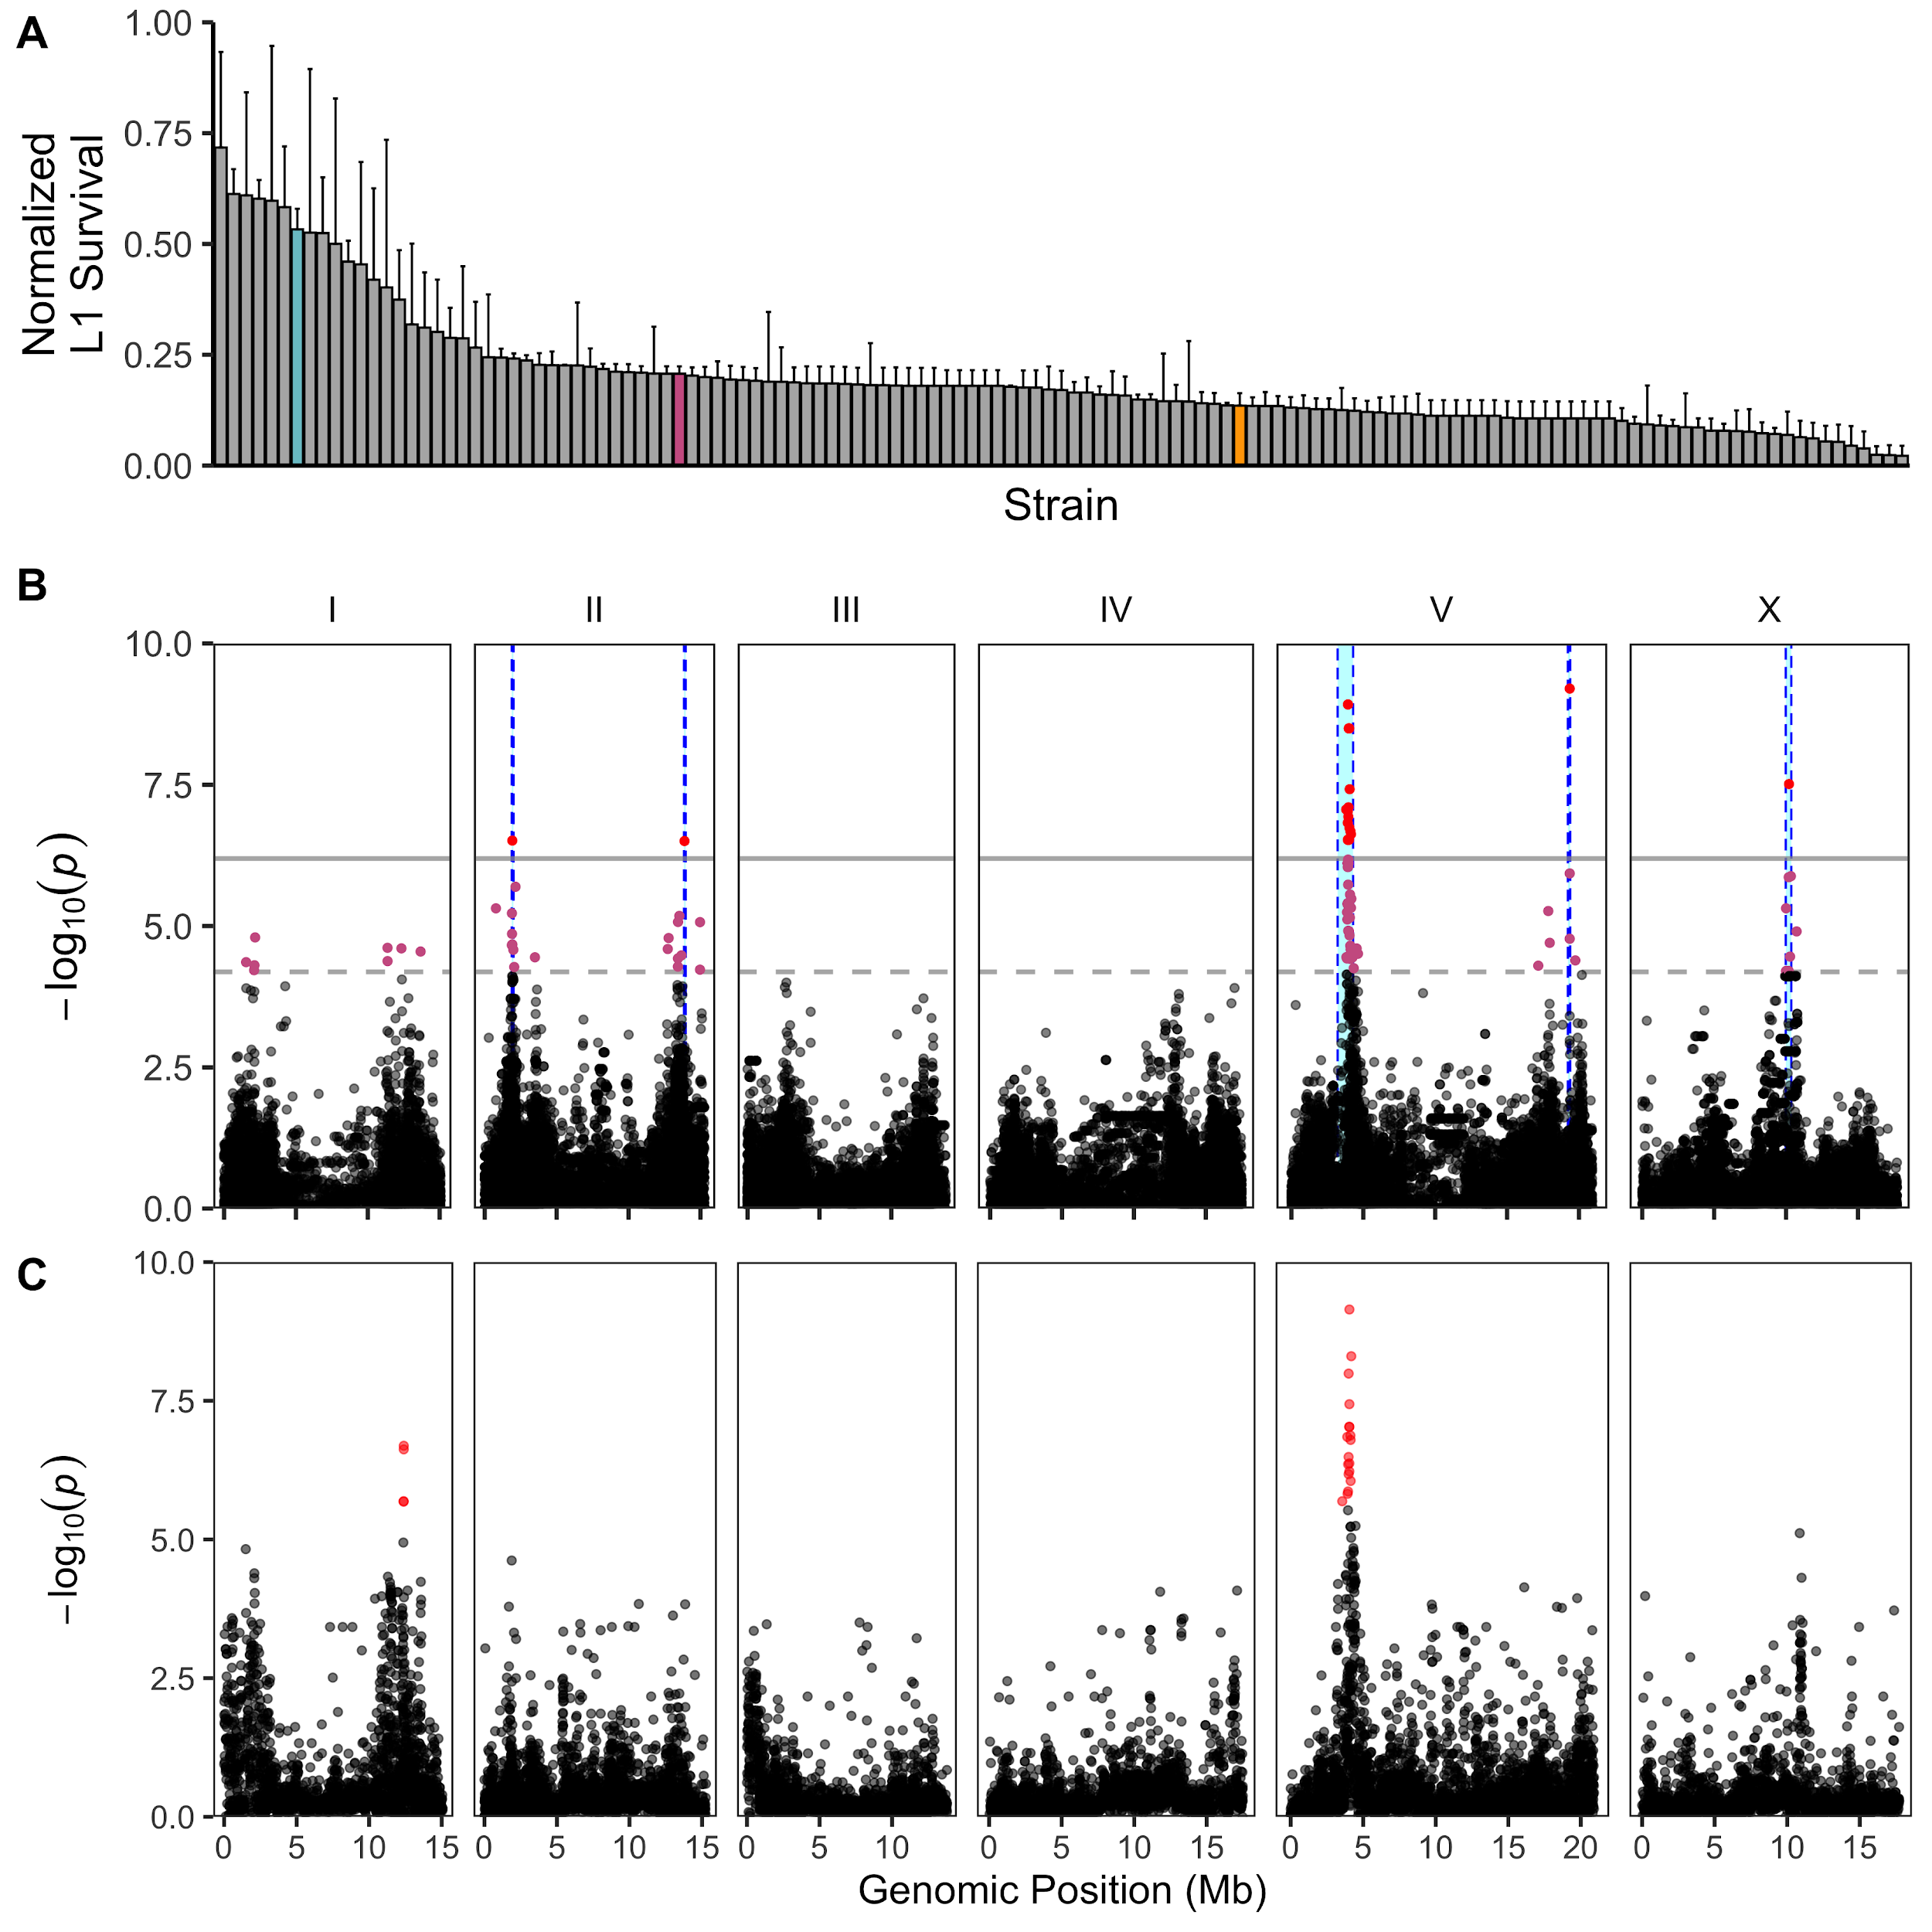 A
Normalized
L1 Survival
1.00
0.75
0.50
0.25
0.00
Strain
B
I II III IV V X
−log10(p)
10.0
7.5
5.0
2.5
0.0
C
−log10(p)
10.0
7.5
5.0
2.5
0.0
0 5 10 15 0 5 10 15 0 5 10 0 5 10 15 0 5 10 15 20 0 5 10 15
Genomic Position (Mb)